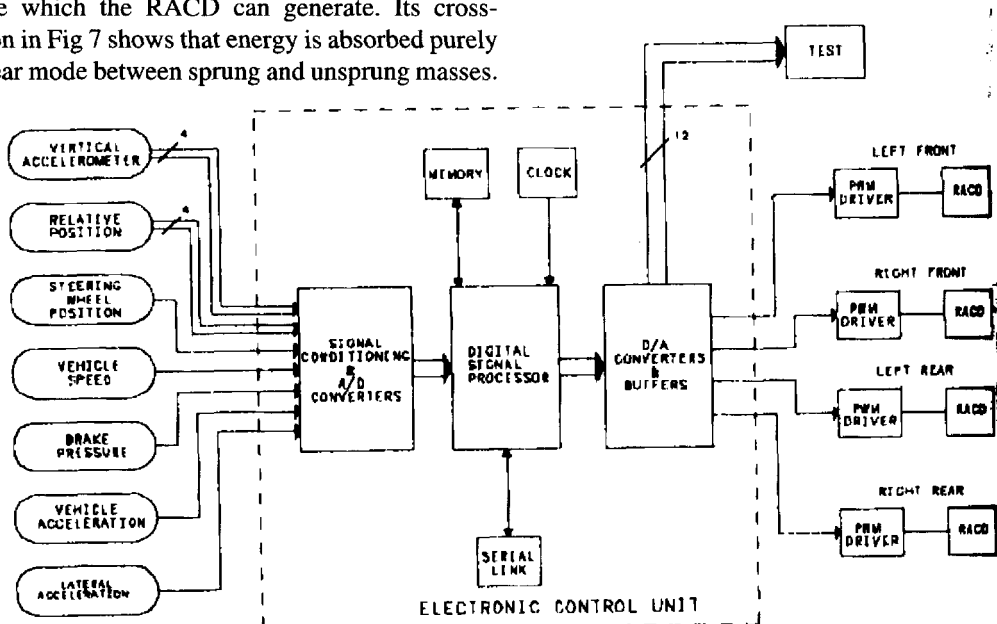 e which the RACD can generate. Its cross-
on in Fig 7 shows that energy is absorbed purely
ear mode between sprung and unsprung masses.
TEST
12
VERTICAL
ACCELEROMETER
4
RELATIVE
POSITION
4
STEERING
WHEEL
POSITION
VEHICLE
SPEED
BRAKE
PRESSURE
VEHICLE
ACCELERATION
LATERAL
ACCELERATION
MEMORY
CLOCK
SIGNAL
CONDITIONING
&
A/D
CONVERTERS
DIGITAL
SIGNAL
PROCESSOR
D/A
CONVERTERS
&
BUFFERS
SERIAL
LINK
ELECTRONIC CONTROL UNIT
LEFT FRONT
PWM
DRIVER
RACD
RIGHT FRONT
PWM
DRIVER
RACD
LEFT REAR
PWM
DRIVER
RACD
RIGHT REAR
PWM
DRIVER
RACD